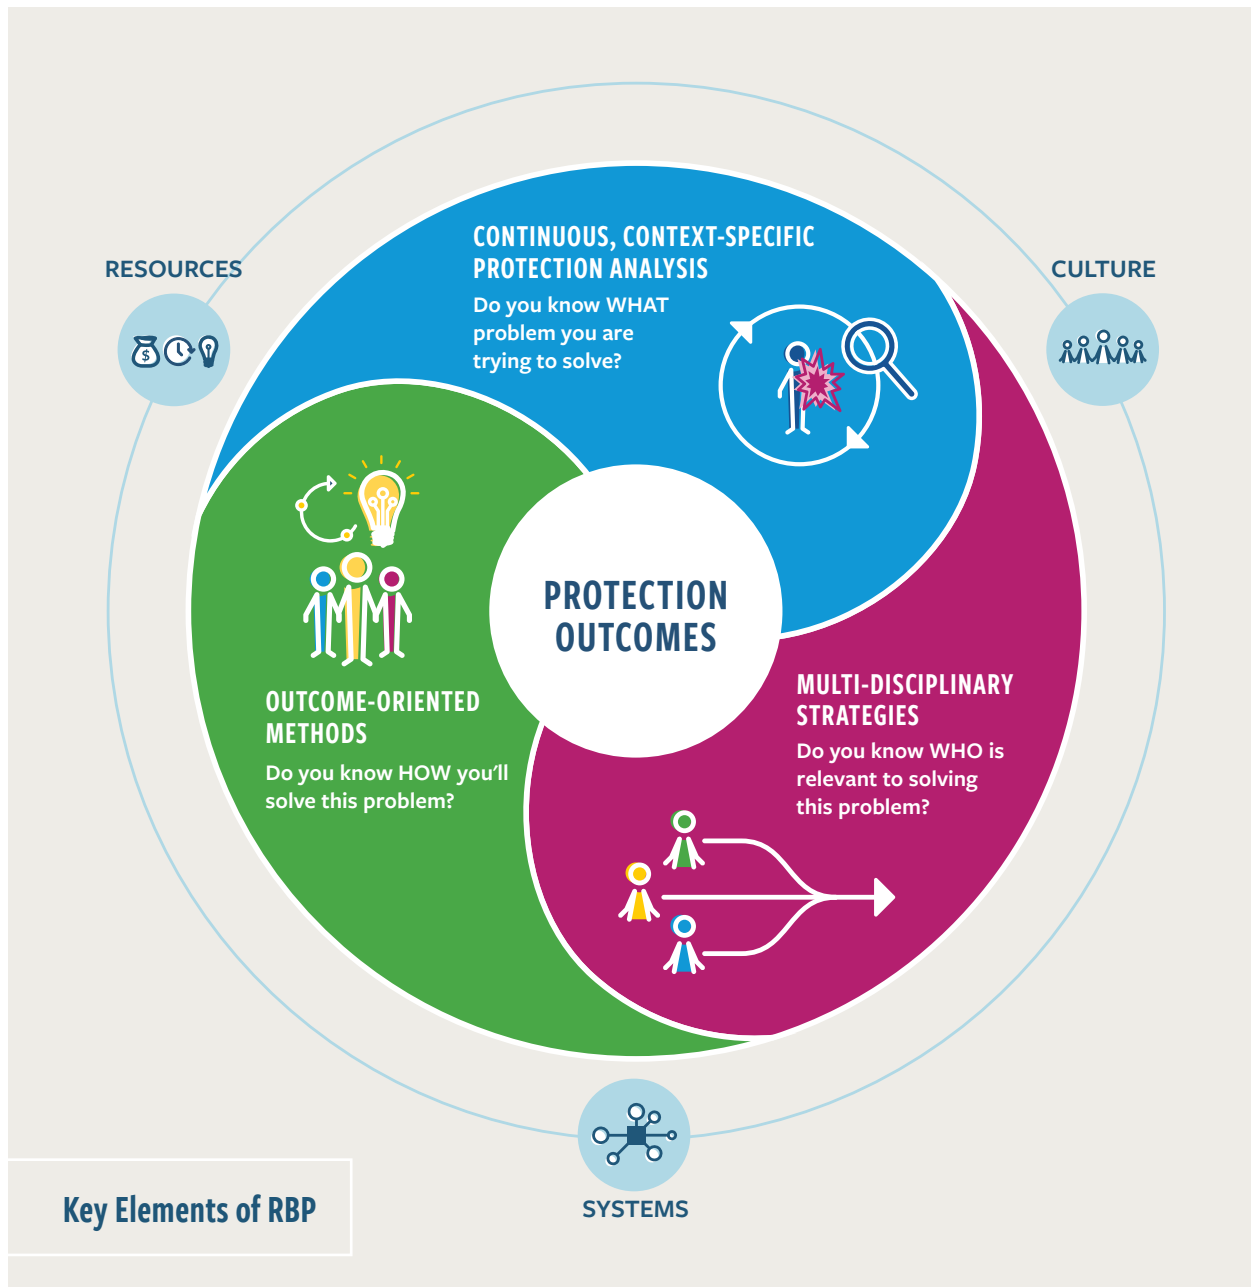 CONTINUOUS, CONTEXT-SPECIFIC
PROTECTION ANALYSIS
Do you know WHAT
problem you are
trying to solve?
RESOURCES
$
CULTURE
PROTECTION
OUTCOMES
OUTCOME-ORIENTED
METHODS
Do you know HOW you’ll
solve this problem?
MULTI-DISCIPLINARY
STRATEGIES
Do you know WHO is
relevant to solving
this problem?
SYSTEMS
Key Elements of RBP